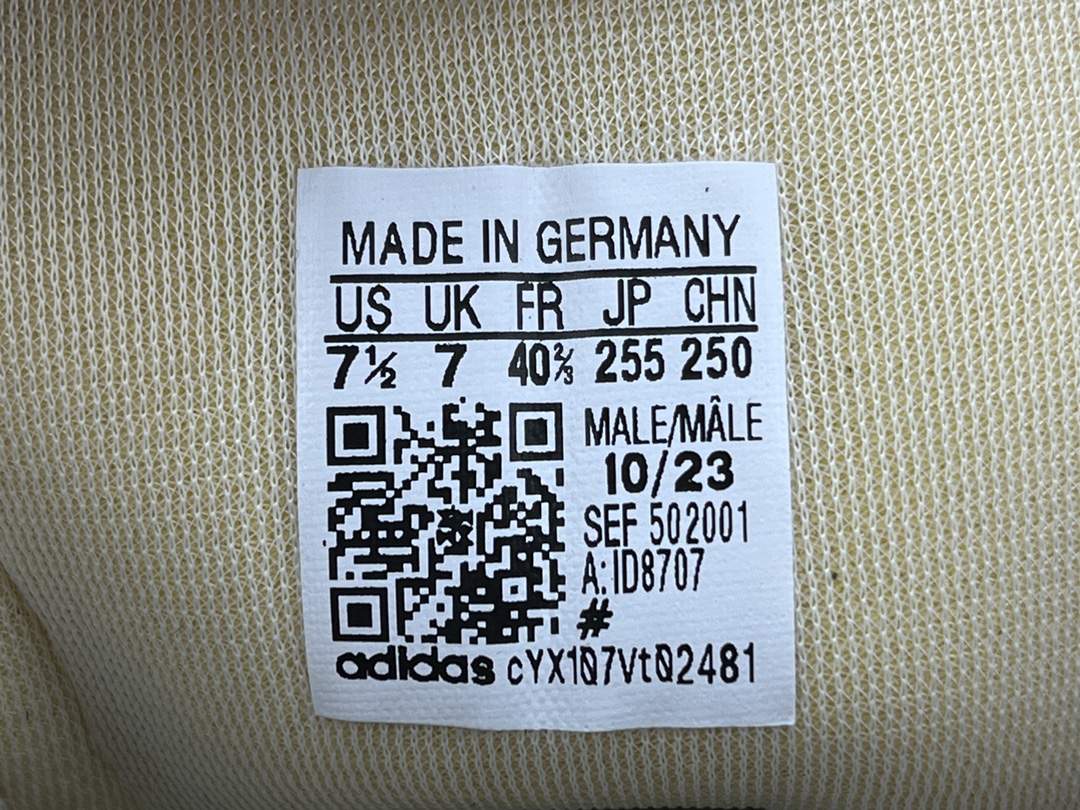 MADE IN GERMANY
US UK FR JP CHN
7½ 7 40⅔ 255 250
MALE/MÂLE
10/23
SEF 502001
A:ID8707
#
adidas cYX107Vt02481